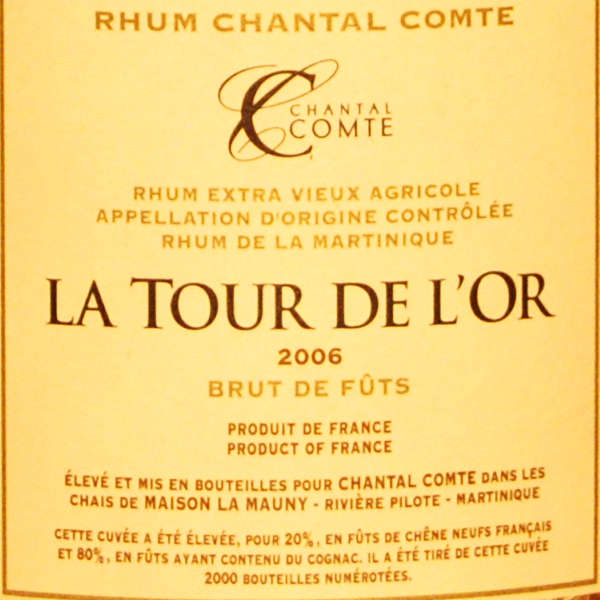 RHUM CHANTAL COMTE
CHANTAL
COMTE
RHUM EXTRA VIEUX AGRICOLE
APPELLATION D'ORIGINE CONTRÔLÉE
RHUM DE LA MARTINIQUE
LA TOUR DE L'OR
2006
BRUT DE FÛTS
PRODUIT DE FRANCE
PRODUCT OF FRANCE
ÉLEVÉ ET MIS EN BOUTEILLES POUR CHANTAL COMTE DANS LES
CHAIS DE MAISON LA MAUNY - RIVIÈRE PILOTE - MARTINIQUE
CETTE CUVÉE A ÉTÉ ÉLEVÉE, POUR 20%, EN FÛTS DE CHÊNE NEUFS FRANÇAIS
ET 80%, EN FÛTS AYANT CONTENU DU COGNAC. IL A ÉTÉ TIRÉ DE CETTE CUVÉE
2000 BOUTEILLES NUMÉROTÉES.